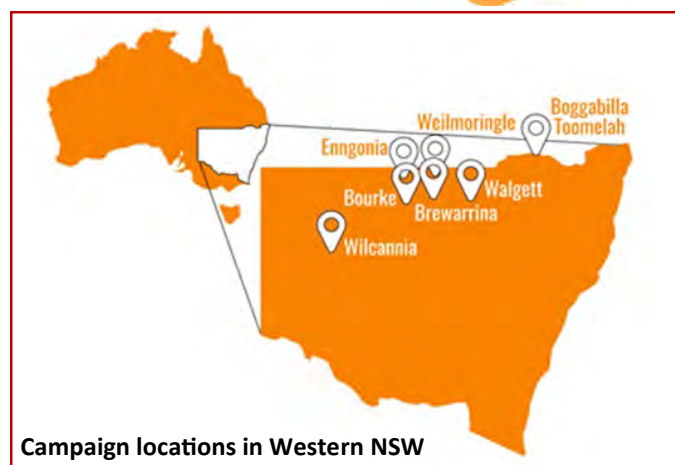 Boggabilla
Toomelah
Weilmoringle
Enngonia
Bourke
Brewarrina
Walgett
Wilcannia
Campaign locations in Western NSW